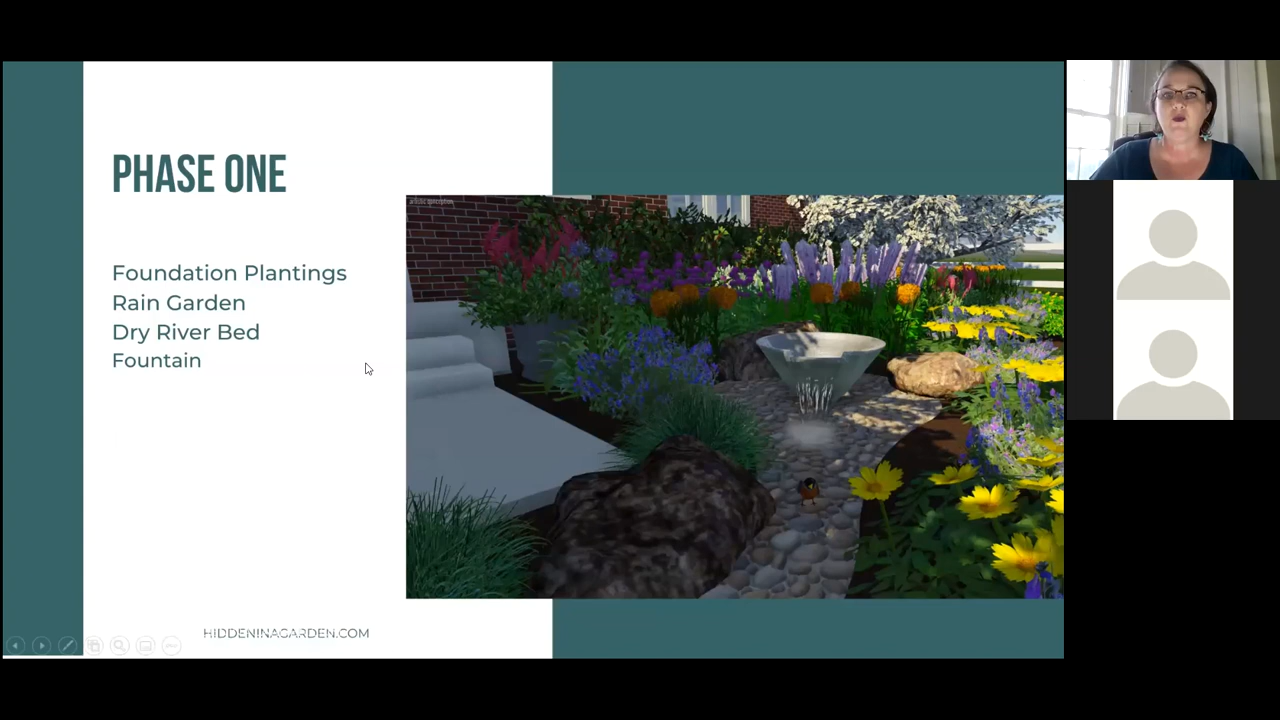 PHASE ONE
Foundation Plantings
Rain Garden
Dry River Bed
Fountain
HIDDENINAGARDEN.COM